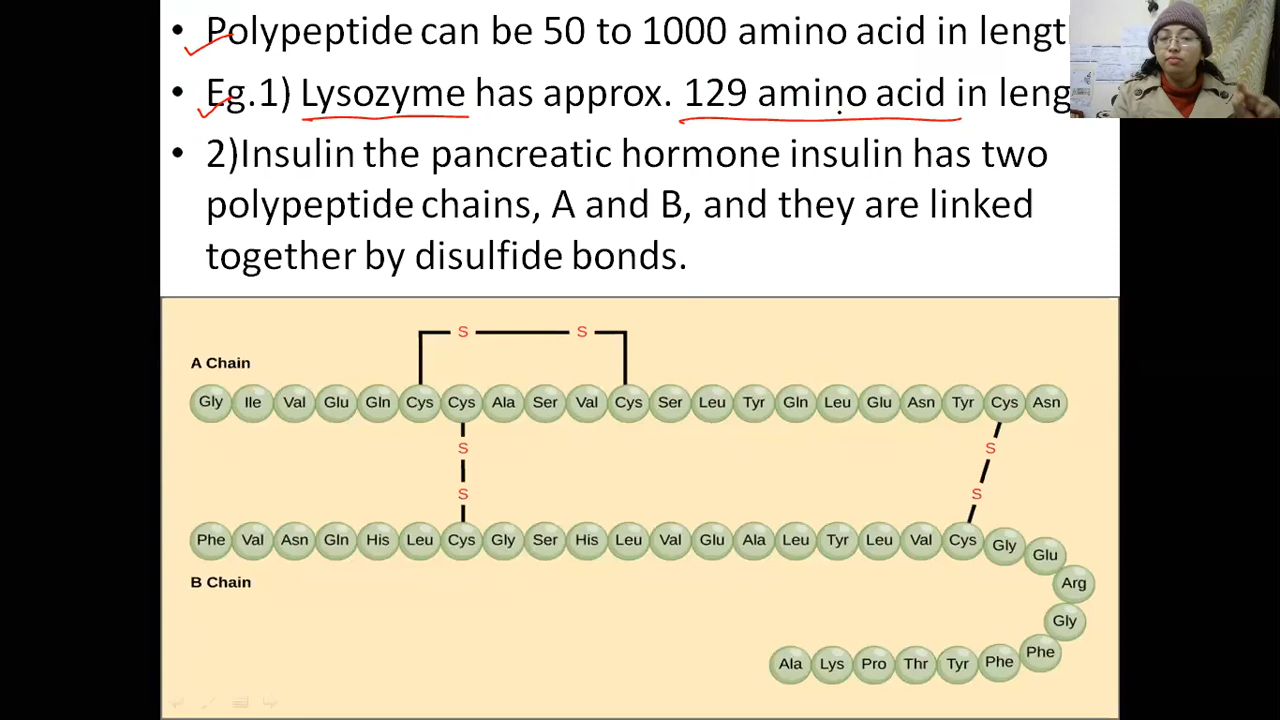 • Polypeptide can be 50 to 1000 amino acid in lengt
• Eg.1) Lysozyme has approx. 129 amino acid in leng
• 2)Insulin the pancreatic hormone insulin has two
polypeptide chains, A and B, and they are linked
together by disulfide bonds.
S S
A Chain
Gly Ile Val Glu Gln Cys Cys Ala Ser Val Cys Ser Leu Tyr Gln Leu Glu Asn Tyr Cys Asn
S S
S S
Phe Val Asn Gln His Leu Cys Gly Ser His Leu Val Glu Ala Leu Tyr Leu Val Cys Gly Glu
B Chain
Arg
Gly
Ala Lys Pro Thr Tyr Phe Phe